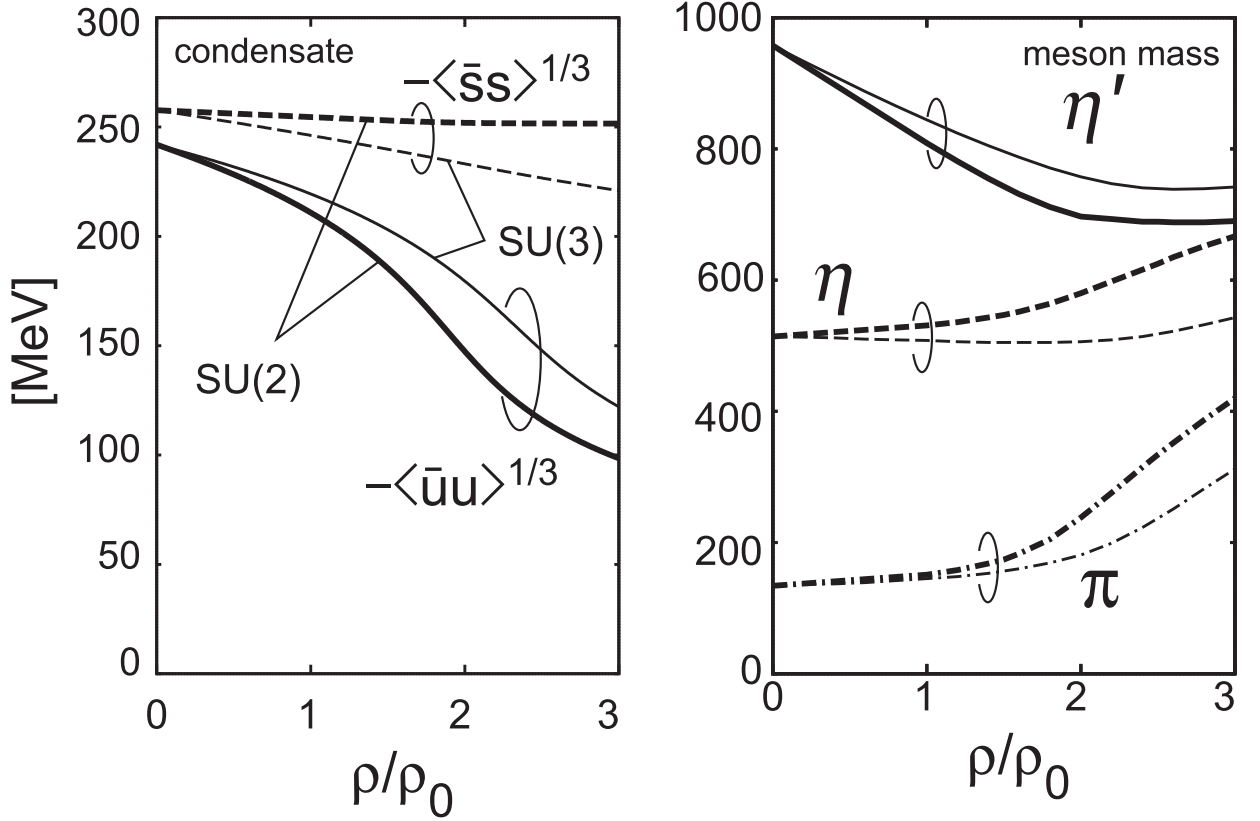 condensate
[MeV]
300
250
200
150
100
50
0
−⟨s̄s⟩^1/3
SU(3)
SU(2)
−⟨ūu⟩^1/3
0 1 2 3
ρ/ρ₀
meson mass
1000
800
600
400
200
0
η′
η
π
0 1 2 3
ρ/ρ₀